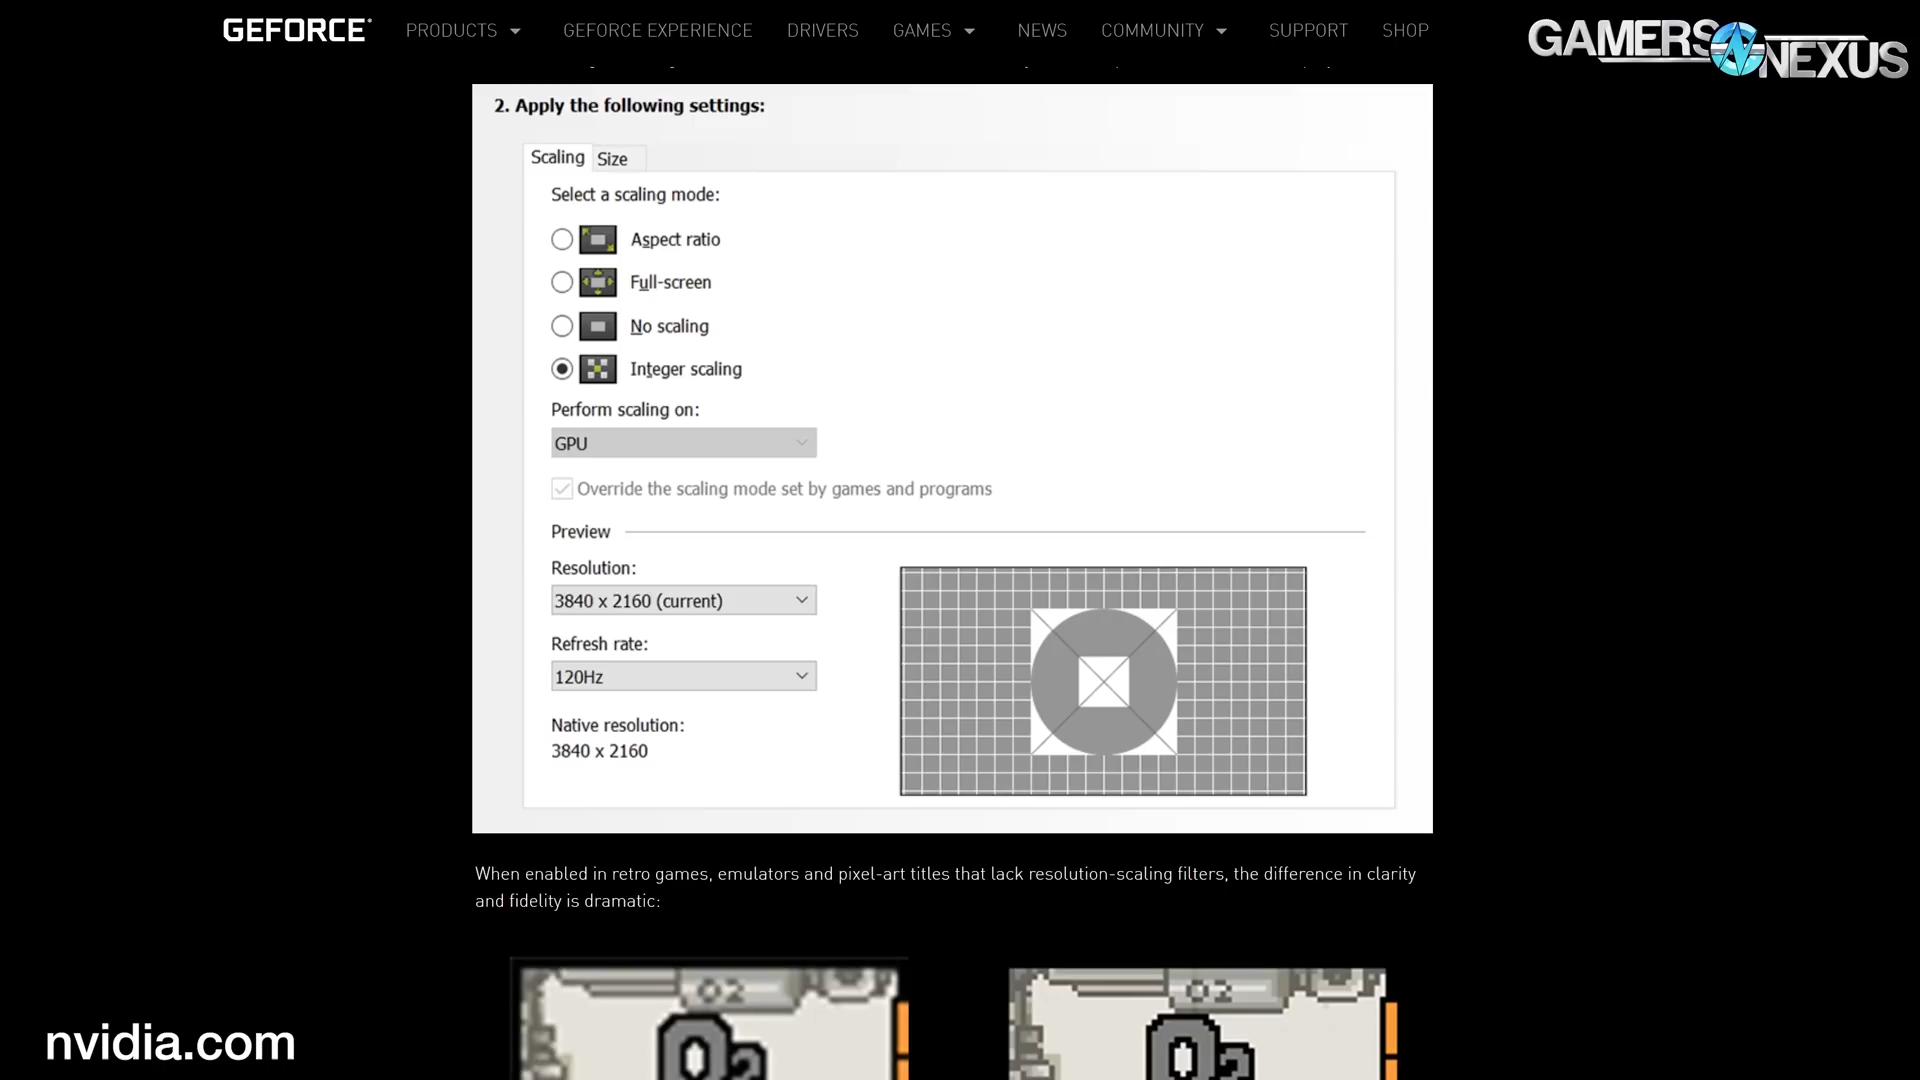 GEFORCE PRODUCTS GEFORCE EXPERIENCE DRIVERS GAMES NEWS COMMUNITY SUPPORT SHOP
GAMERS NEXUS
2. Apply the following settings:
Scaling Size
Select a scaling mode:
Aspect ratio
Full-screen
No scaling
Integer scaling
Perform scaling on:
GPU
Override the scaling mode set by games and programs
Preview
Resolution:
3840 x 2160 (current)
Refresh rate:
120Hz
Native resolution:
3840 x 2160
When enabled in retro games, emulators and pixel-art titles that lack resolution-scaling filters, the difference in clarity
and fidelity is dramatic:
02 02
O2 O2
nvidia.com